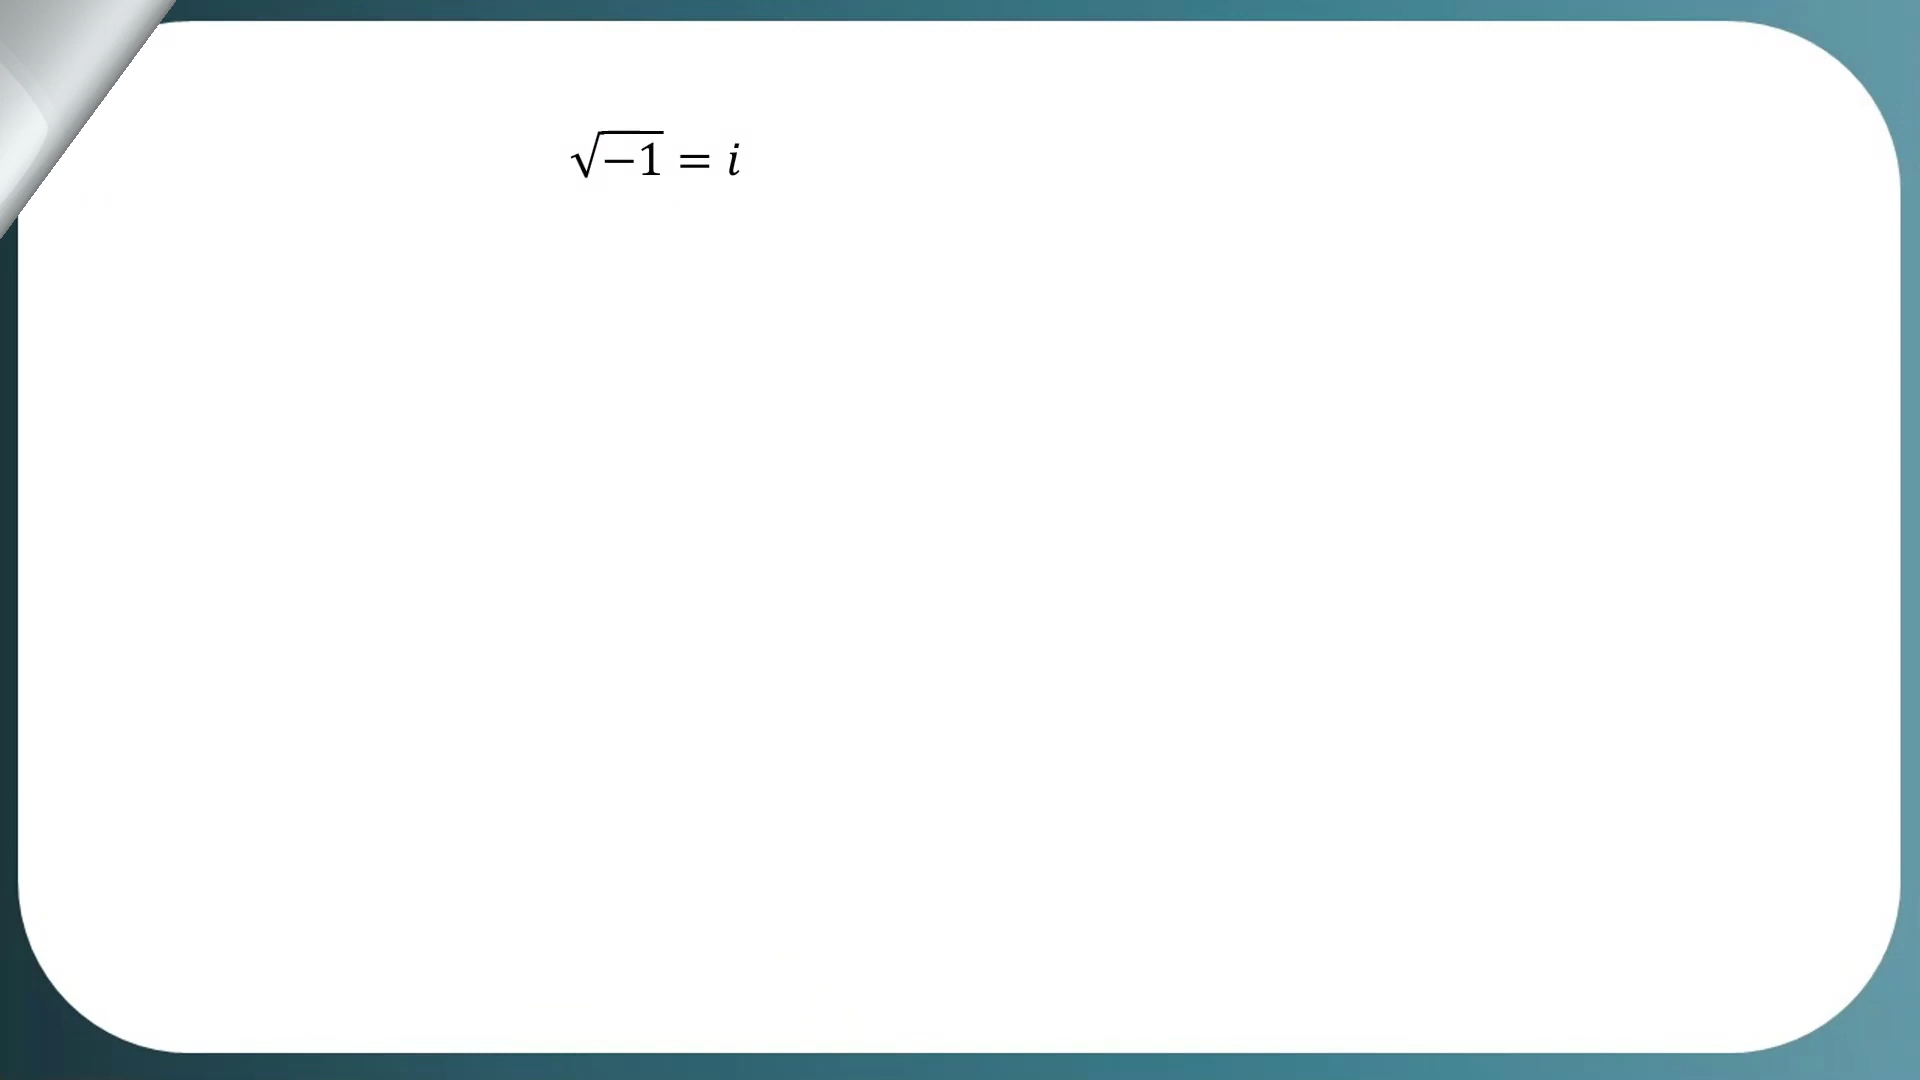 √−1 = i